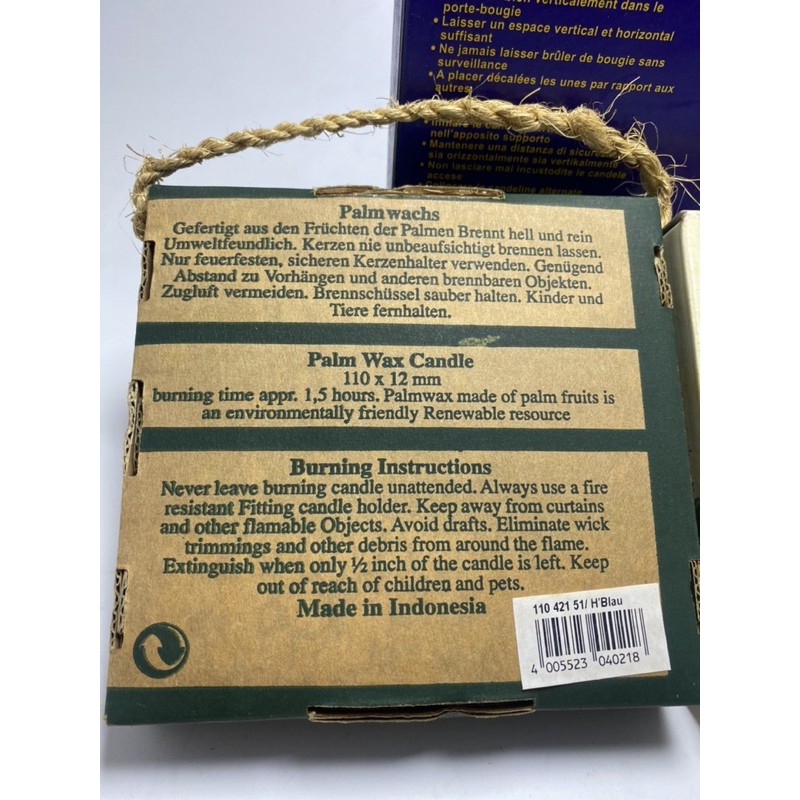 verticalement dans le
porte-bougie
• Laisser un espace vertical et horizontal
suffisant
• Ne jamais laisser brûler de bougie sans
surveillance
• A placer décalées les unes par rapport aux
autres
nell'apposito supporto
• Mantenere una distanza di
sia orizzontalmente sia vertikalmente
• Non lasciare mai incustodite le candele
accese
alternate
Palmwachs
Gefertigt aus den Früchten der Palmen Brennt hell und rein
Umweltfeundlich. Kerzen nie unbeaufsichtigt brennen lassen.
Nur feuerfesten, sicheren Kerzenhalter verwenden. Genügend
Abstand zu Vorhängen und anderen brennbaren Objekten.
Zugluft vermeiden. Brennschüssel sauber halten. Kinder und
Tiere fernhalten.
Palm Wax Candle
110 x 12 mm
burning time appr. 1,5 hours. Palmwax made of palm fruits is
an environmentally friendly Renewable resource
Burning Instructions
Never leave burning candle unattended. Always use a fire
resistant Fitting candle holder. Keep away from curtains
and other flamable Objects. Avoid drafts. Eliminate wick
trimmings and other debris from around the flame.
Extinguish when only ½ inch of the candle is left. Keep
out of reach of children and pets.
Made in Indonesia
110 421 51/ H'Blau
4 005523 040218